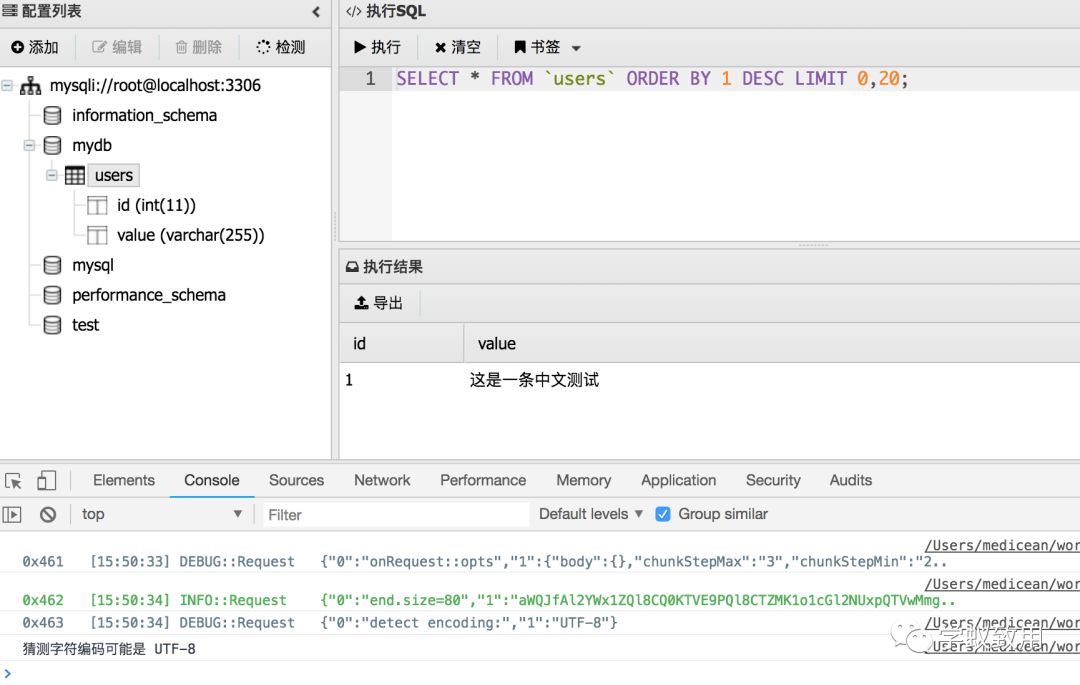 配置列表
添加 编辑 删除 检测
mysqli://root@localhost:3306
information_schema
mydb
users
id (int(11))
value (varchar(255))
mysql
performance_schema
test
</> 执行SQL
执行 清空 书签
1 SELECT * FROM `users` ORDER BY 1 DESC LIMIT 0,20;
执行结果
导出
id value
1 这是一条中文测试
Elements Console Sources Network Performance Memory Application Security Audits
top Filter Default levels Group similar
/Users/medicean/wor
0x461 [15:50:33] DEBUG::Request {"0":"onRequest::opts","1":{"body":{},"chunkStepMax":"3","chunkStepMin":"2..
/Users/medicean/wor
0x462 [15:50:34] INFO::Request {"0":"end.size=80","1":"aWQJfAl2YWx1ZQl8CQ0KTVE9PQl8CTZMK1o1cGl2NUxpQTVwMmg..
0x463 [15:50:34] DEBUG::Request {"0":"detect encoding:","1":"UTF-8"} /Users/medicean/wor
猜测字符编码可能是 UTF-8 /Users/medicean/wor
学蚁致用